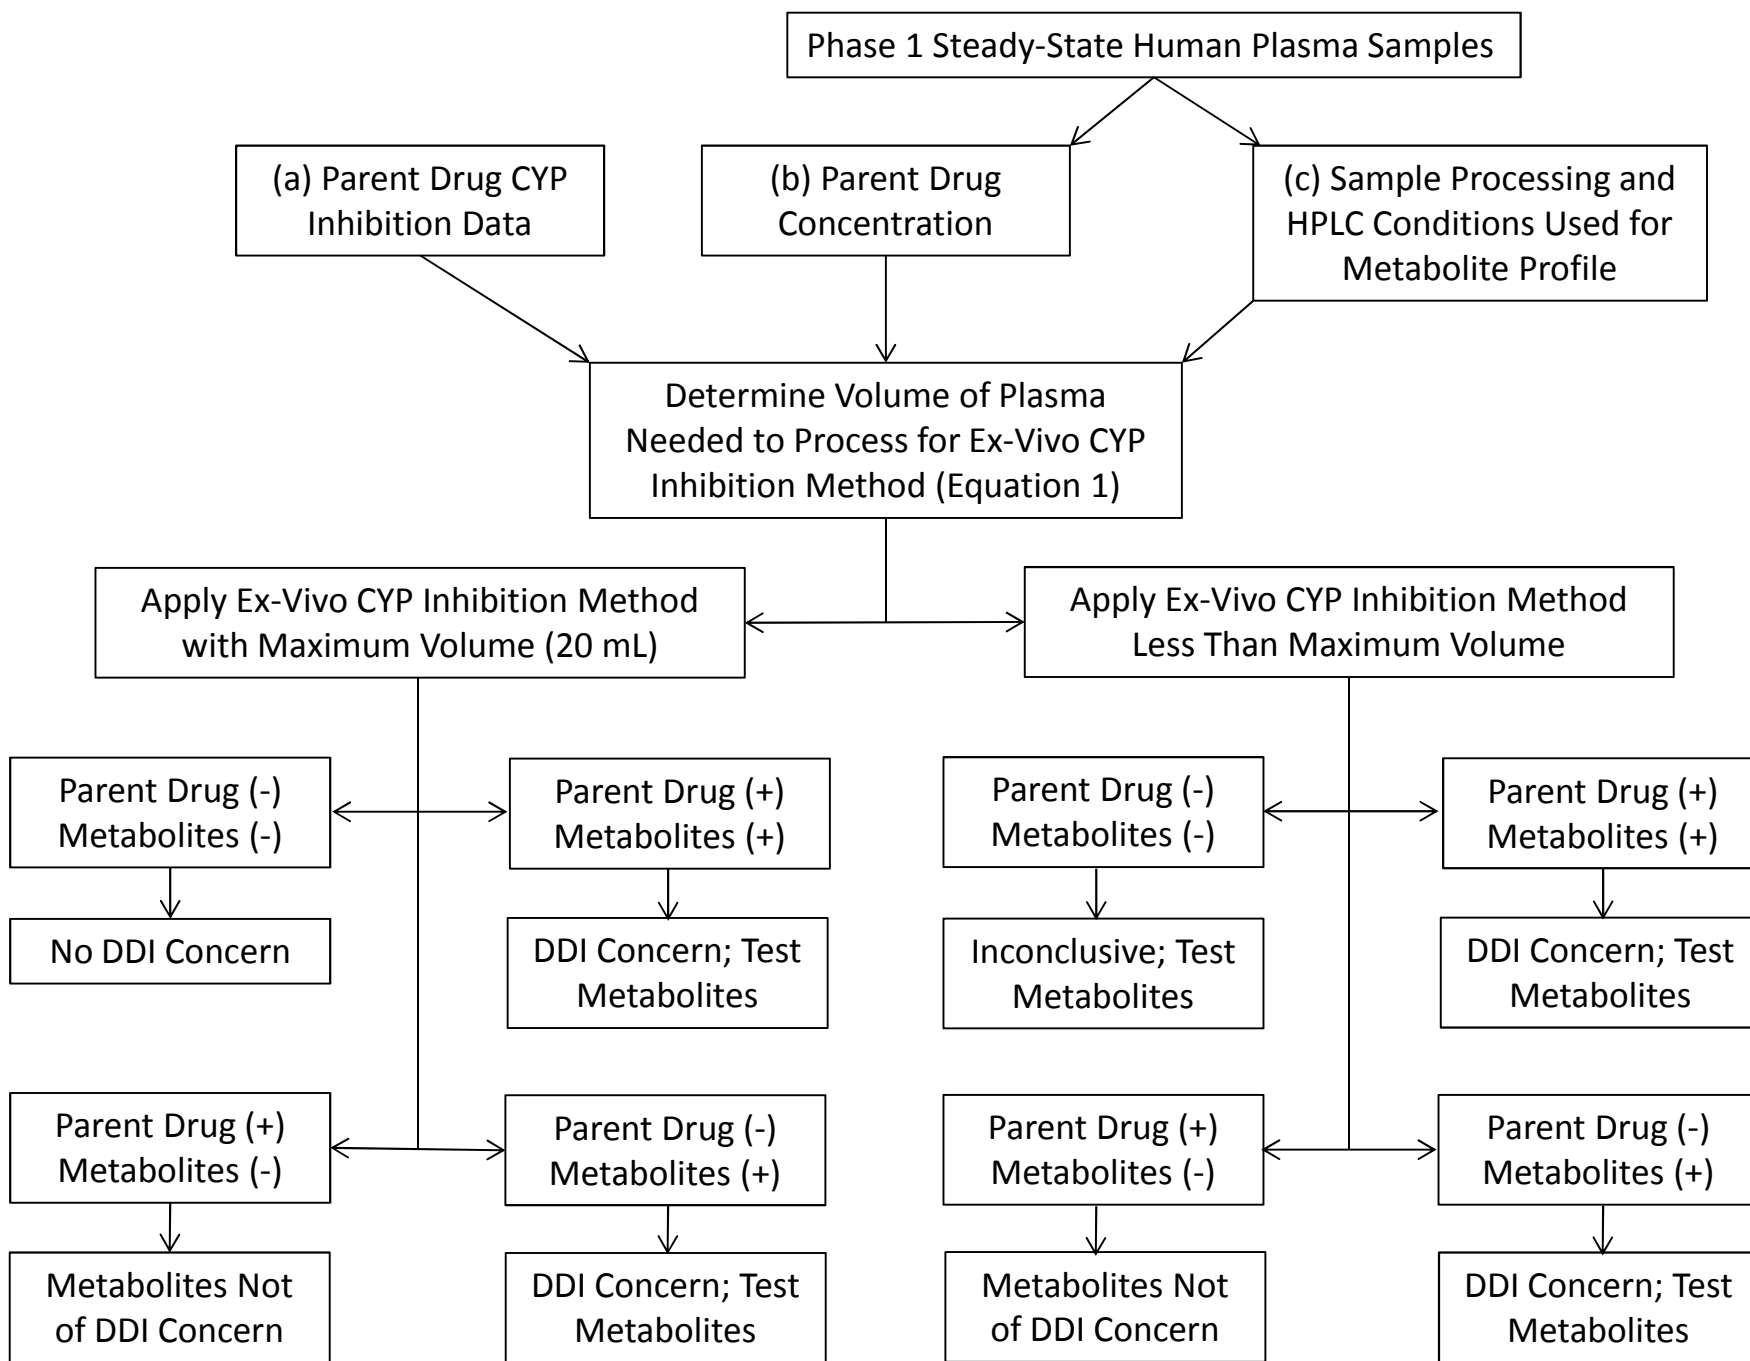 Phase 1 Steady-State Human Plasma Samples
(a) Parent Drug CYP
Inhibition Data
(b) Parent Drug
Concentration
(c) Sample Processing and
HPLC Conditions Used for
Metabolite Profile
Determine Volume of Plasma
Needed to Process for Ex-Vivo CYP
Inhibition Method (Equation 1)
Apply Ex-Vivo CYP Inhibition Method
with Maximum Volume (20 mL)
Apply Ex-Vivo CYP Inhibition Method
Less Than Maximum Volume
Parent Drug (-)
Metabolites (-)
Parent Drug (+)
Metabolites (+)
Parent Drug (-)
Metabolites (-)
Parent Drug (+)
Metabolites (+)
No DDI Concern
DDI Concern; Test
Metabolites
Inconclusive; Test
Metabolites
DDI Concern; Test
Metabolites
Parent Drug (+)
Metabolites (-)
Parent Drug (-)
Metabolites (+)
Parent Drug (+)
Metabolites (-)
Parent Drug (-)
Metabolites (+)
Metabolites Not
of DDI Concern
DDI Concern; Test
Metabolites
Metabolites Not
of DDI Concern
DDI Concern; Test
Metabolites